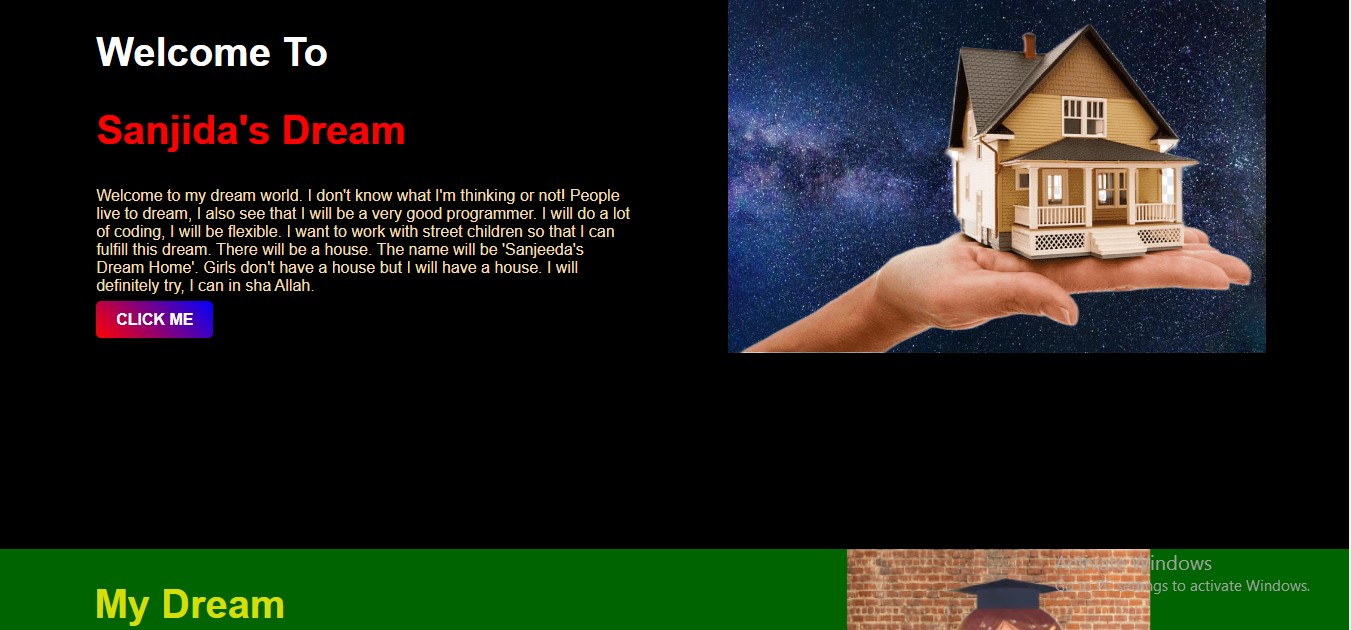 Welcome To
Sanjida's Dream
Welcome to my dream world. I don't know what I'm thinking or not! People
live to dream, I also see that I will be a very good programmer. I will do a lot
of coding, I will be flexible. I want to work with street children so that I can
fulfill this dream. There will be a house. The name will be 'Sanjeeda's
Dream Home'. Girls don't have a house but I will have a house. I will
definitely try, I can in sha Allah.
CLICK ME
My Dream
Activate Windows
Go to Settings to activate Windows.